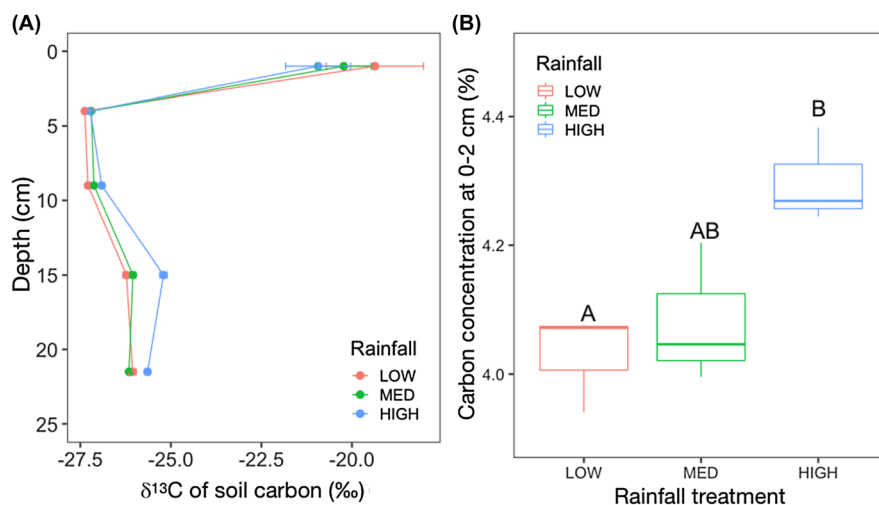 (A)
0
5
10
15
20
25
Depth (cm)
Rainfall
LOW
MED
HIGH
-27.5 -25.0 -22.5 -20.0
δ¹³C of soil carbon (‰)
(B)
Rainfall
LOW
MED
HIGH
4.4
4.2
4.0
Carbon concentration at 0-2 cm (%)
A
AB
B
LOW MED HIGH
Rainfall treatment